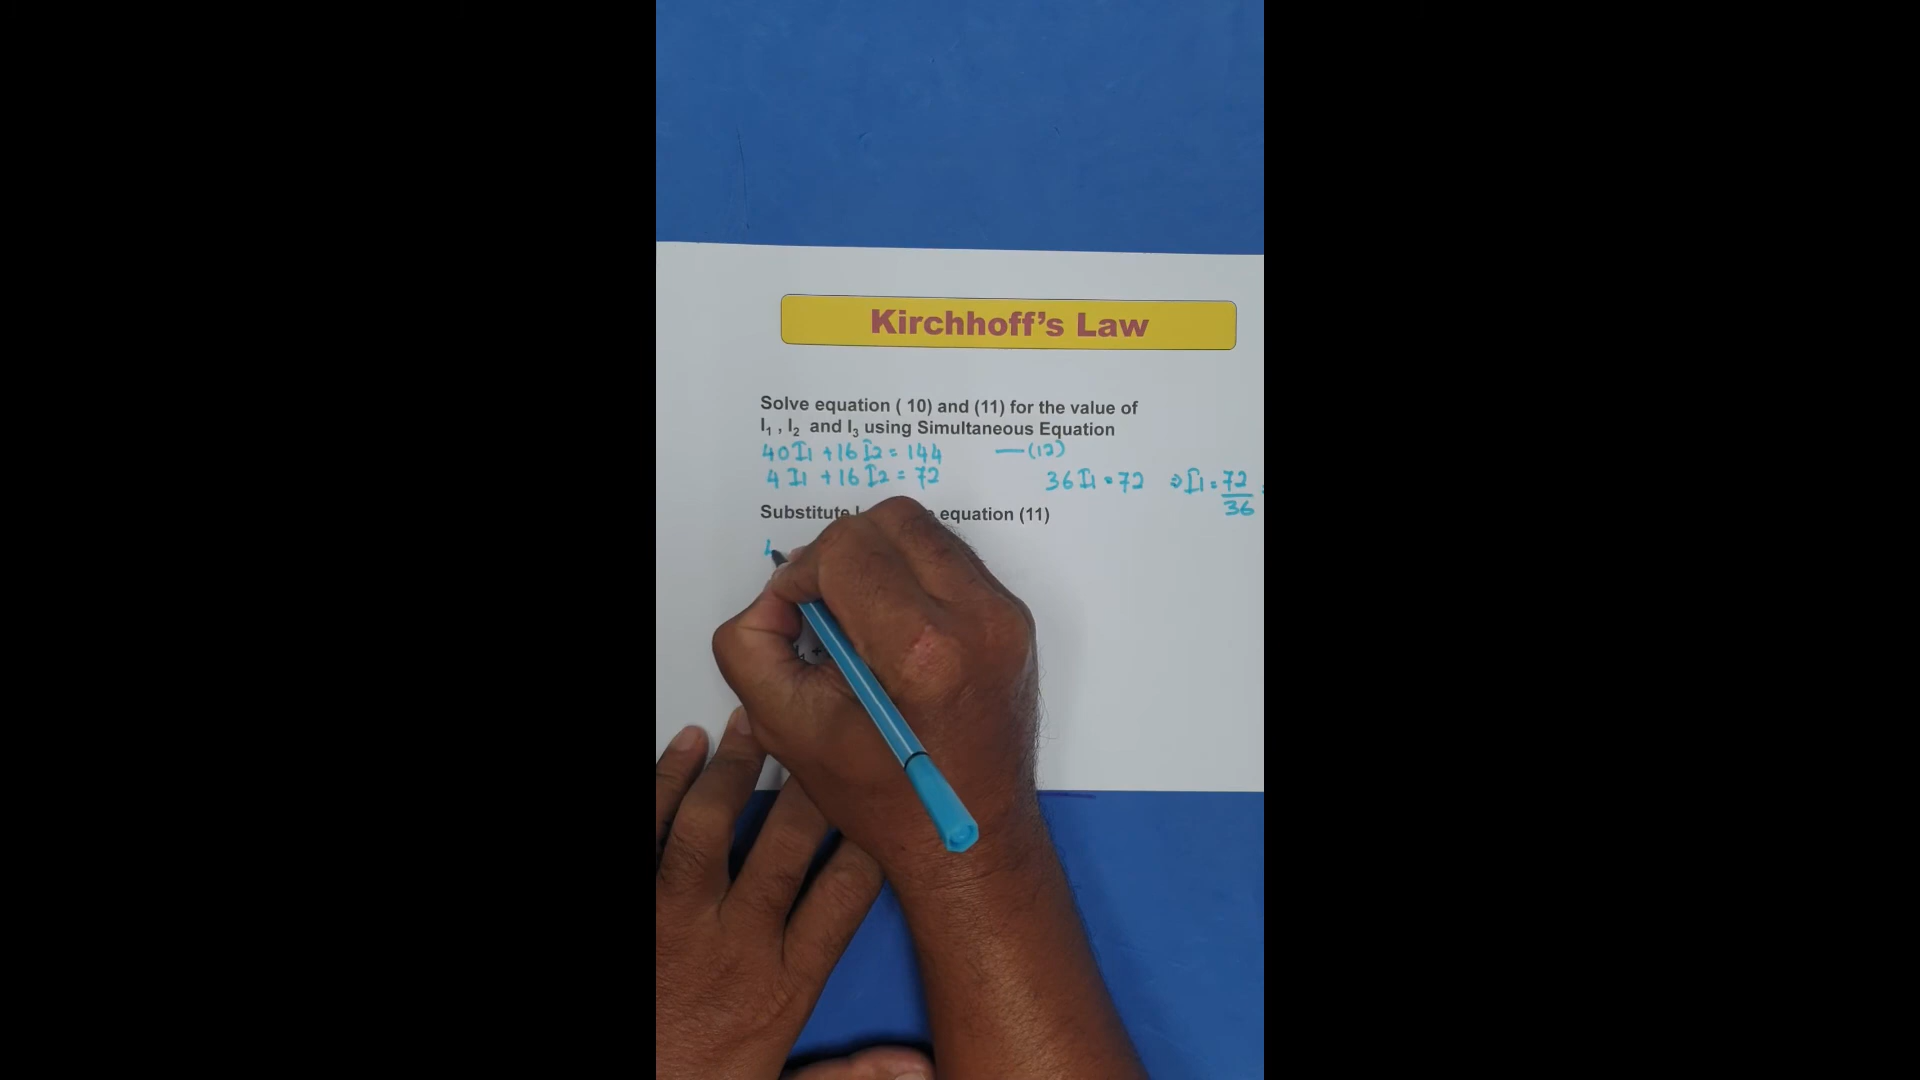 Kirchhoff's Law
Solve equation ( 10) and (11) for the value of
I₁ , I₂ and I₃ using Simultaneous Equation
40I₁ + 16I₂ = 144 —(12)
4I₁ + 16I₂ = 72 36I₁ = 72 ⇒ I₁ = 72/36
Substitute equation (11)